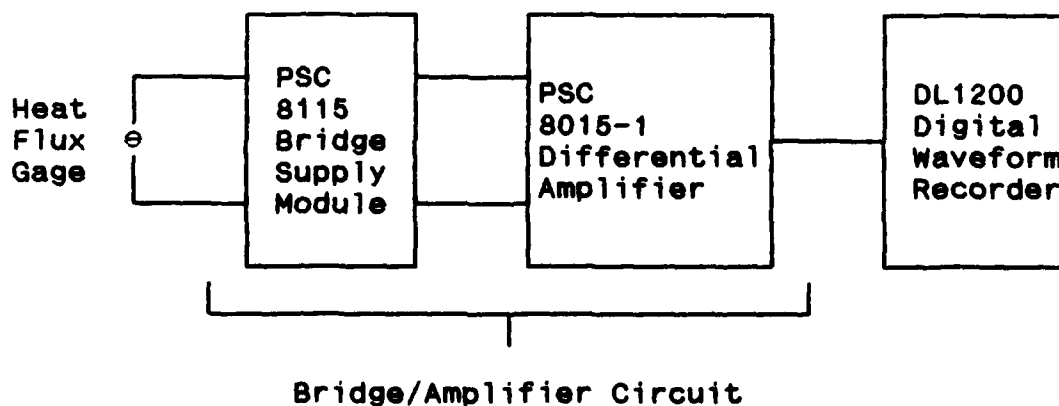 Heat
Flux
Gage
PSC
8115
Bridge
Supply
Module
PSC
8015-1
Differential
Amplifier
DL1200
Digital
Waveform
Recorder
Bridge/Amplifier Circuit